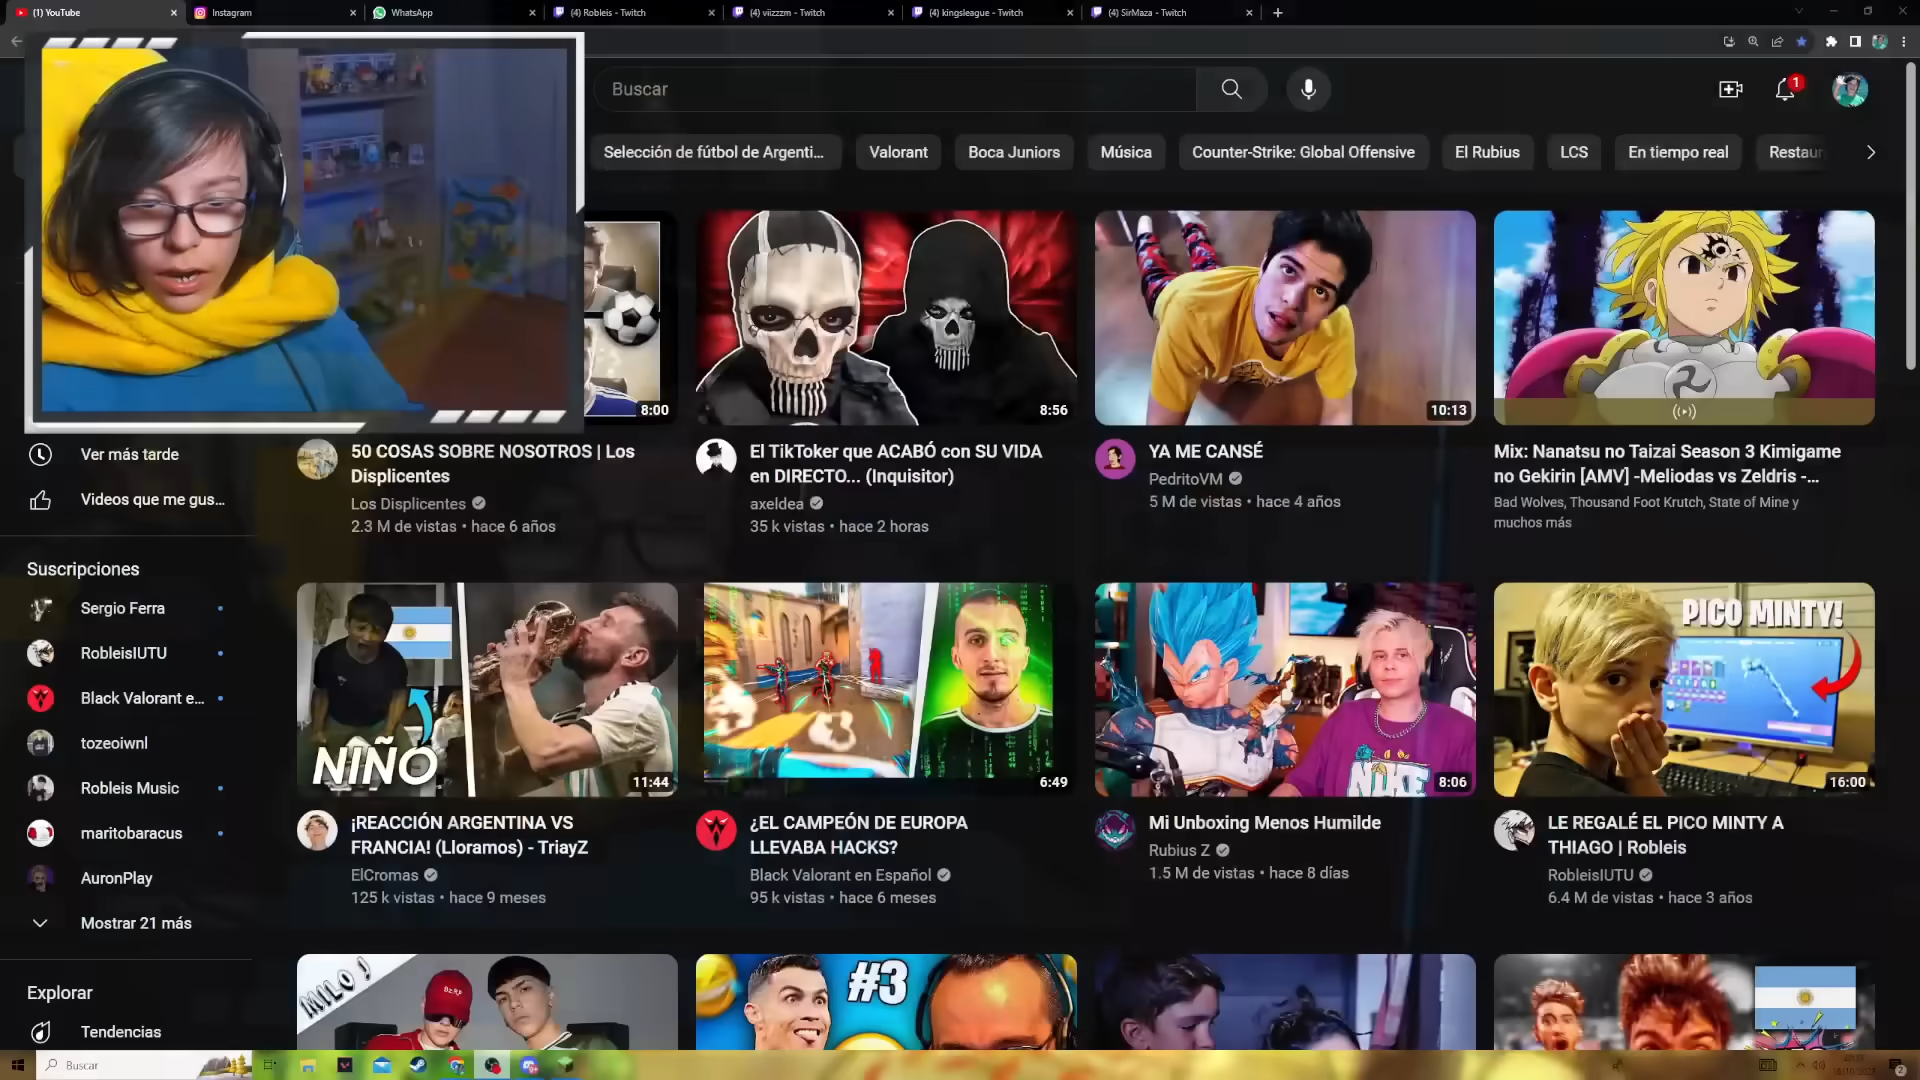 (1) YouTube
Instagram
WhatsApp
(4) Robleis - Twitch
(4) viizzzm - Twitch
(4) kingsleague - Twitch
(4) SirMaza - Twitch
Buscar
1
Selección de fútbol de Argenti...
Valorant
Boca Juniors
Música
Counter-Strike: Global Offensive
El Rubius
LCS
En tiempo real
Restaur
8:00
8:56
10:13
Ver más tarde
Videos que me gus...
50 COSAS SOBRE NOSOTROS | Los
Displicentes
Los Displicentes
2.3 M de vistas • hace 6 años
El TikToker que ACABÓ con SU VIDA
en DIRECTO... (Inquisitor)
axeldea
35 k vistas • hace 2 horas
YA ME CANSÉ
PedritoVM
5 M de vistas • hace 4 años
Mix: Nanatsu no Taizai Season 3 Kimigame
no Gekirin [AMV] -Meliodas vs Zeldris -...
Bad Wolves, Thousand Foot Krutch, State of Mine y
muchos más
Suscripciones
Sergio Ferra
RobleisIUTU
Black Valorant e...
tozeoiwnl
Robleis Music
maritobaracus
AuronPlay
Mostrar 21 más
NIÑO
11:44
6:49
8:06
PICO MINTY!
16:00
¡REACCIÓN ARGENTINA VS
FRANCIA! (Lloramos) - TriayZ
ElCromas
125 k vistas • hace 9 meses
¿EL CAMPEÓN DE EUROPA
LLEVABA HACKS?
Black Valorant en Español
95 k vistas • hace 6 meses
Mi Unboxing Menos Humilde
Rubius Z
1.5 M de vistas • hace 8 días
LE REGALÉ EL PICO MINTY A
THIAGO | Robleis
RobleisIUTU
6.4 M de vistas • hace 3 años
Explorar
Tendencias
MILO J
#3
Buscar
2